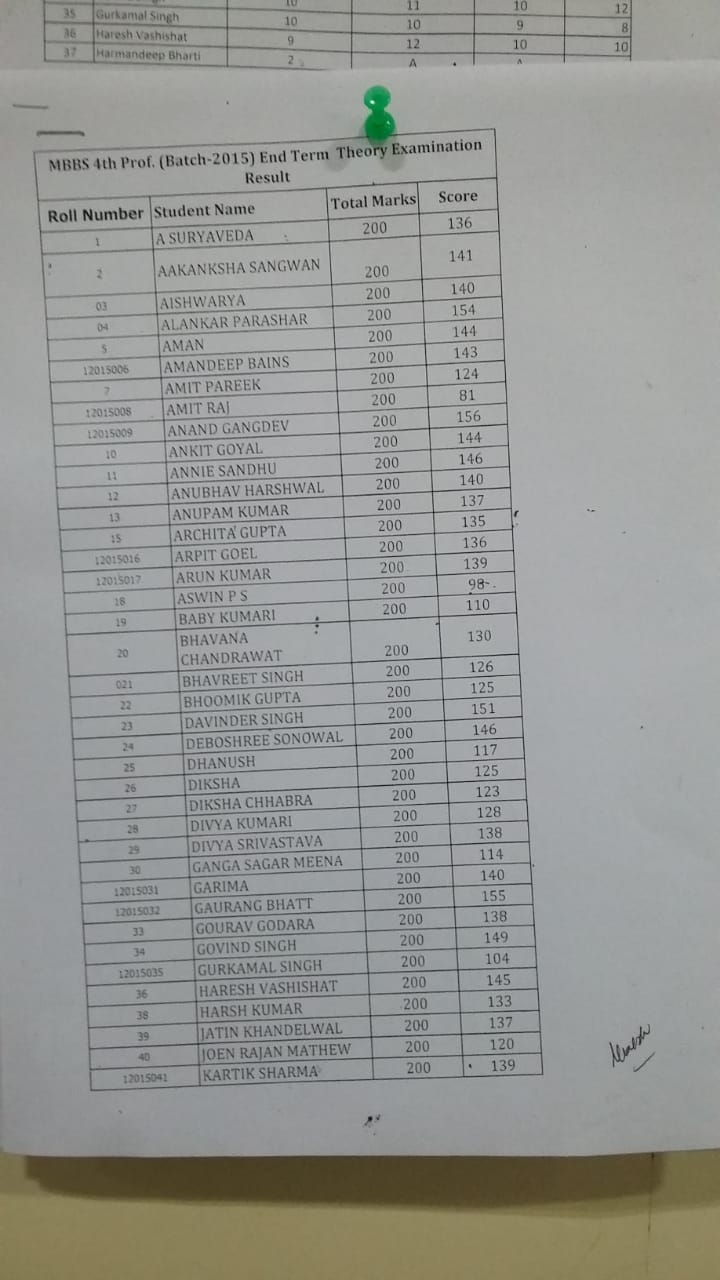 10 11 10 12
35 Gurkamal Singh 10 10 9 8
36 Haresh Vashishat 9 12 10 10
37 Harmandeep Bharti 2 A A
MBBS 4th Prof. (Batch-2015) End Term Theory Examination
Result
Roll Number Student Name Total Marks Score
1 A SURYAVEDA 200 136
2 AAKANKSHA SANGWAN 200 141
03 AISHWARYA 200 140
04 ALANKAR PARASHAR 200 154
5 AMAN 200 144
12015006 AMANDEEP BAINS 200 143
7 AMIT PAREEK 200 124
12015008 AMIT RAJ 200 81
12015009 ANAND GANGDEV 200 156
10 ANKIT GOYAL 200 144
11 ANNIE SANDHU 200 146
12 ANUBHAV HARSHWAL 200 140
13 ANUPAM KUMAR 200 137
15 ARCHITA GUPTA 200 135
12015016 ARPIT GOEL 200 136
12015017 ARUN KUMAR 200 139
18 ASWIN P S 200 98
19 BABY KUMARI 200 110
20 BHAVANA
CHANDRAWAT 200 130
021 BHAVREET SINGH 200 126
22 BHOOMIK GUPTA 200 125
23 DAVINDER SINGH 200 151
24 DEBOSHREE SONOWAL 200 146
25 DHANUSH 200 117
26 DIKSHA 200 125
27 DIKSHA CHHABRA 200 123
28 DIVYA KUMARI 200 128
29 DIVYA SRIVASTAVA 200 138
30 GANGA SAGAR MEENA 200 114
12015031 GARIMA 200 140
12015032 GAURANG BHATT 200 155
33 GOURAV GODARA 200 138
34 GOVIND SINGH 200 149
12015035 GURKAMAL SINGH 200 104
36 HARESH VASHISHAT 200 145
38 HARSH KUMAR 200 133
39 JATIN KHANDELWAL 200 137
40 JOEN RAJAN MATHEW 200 120
12015041 KARTIK SHARMA 200 139